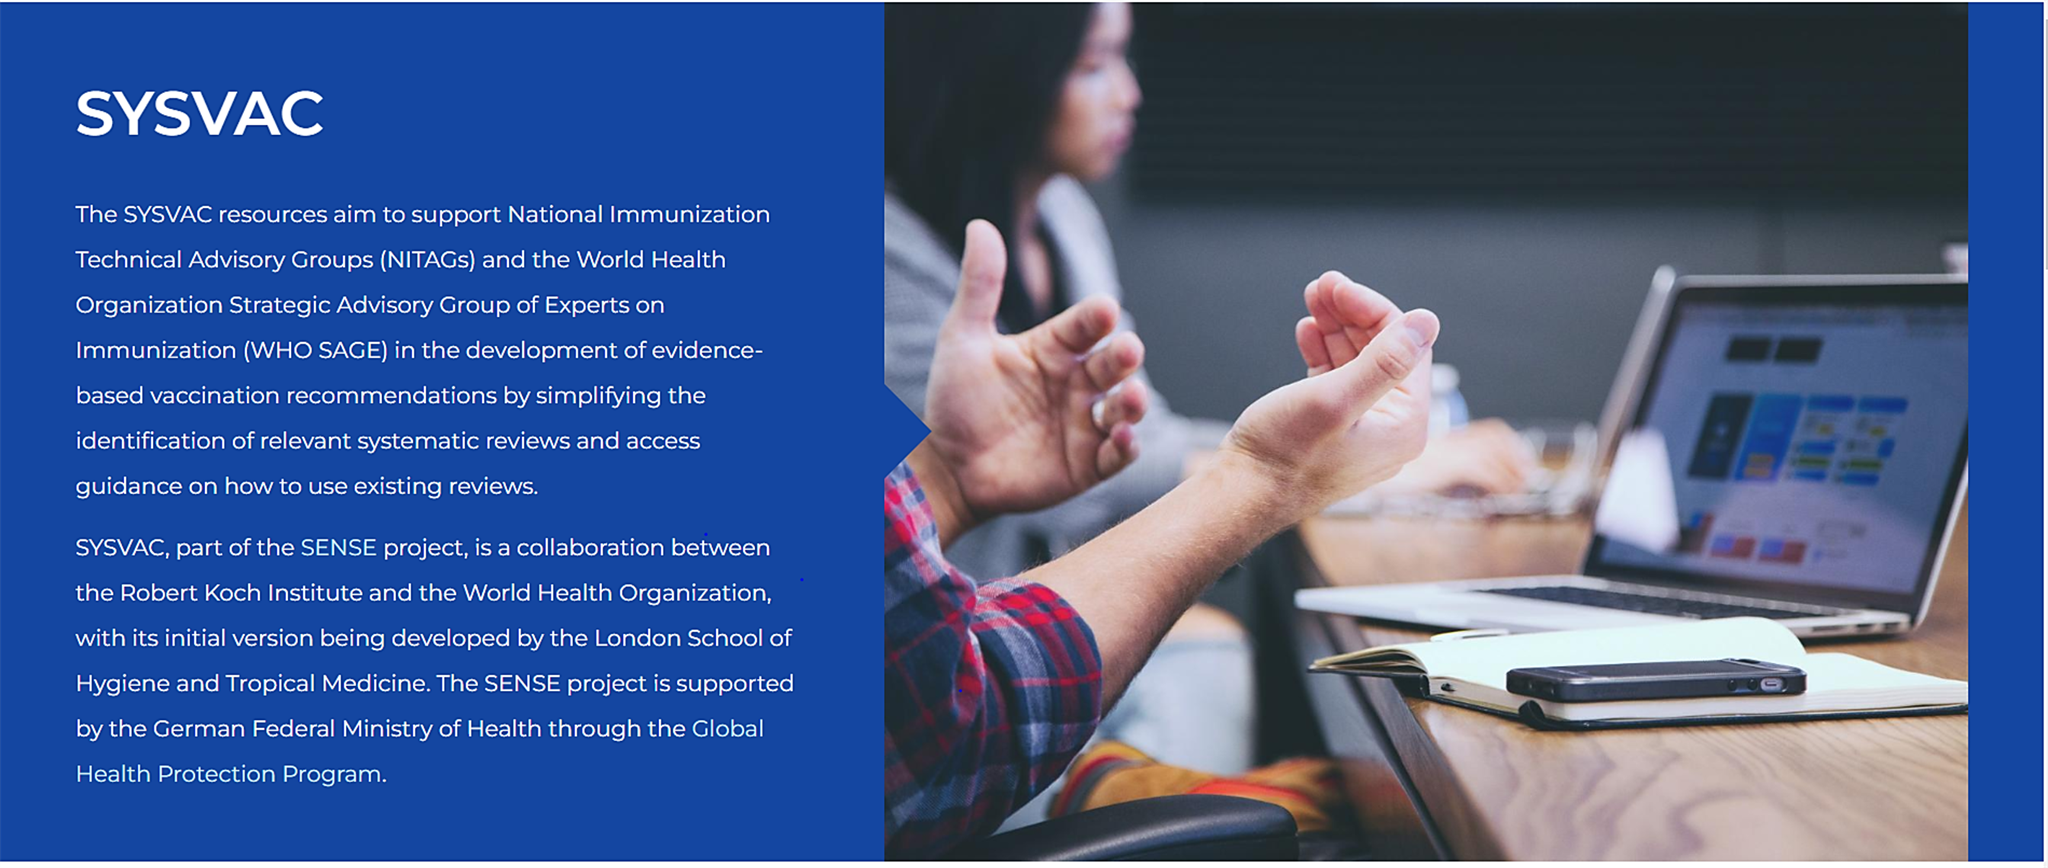 SYSVAC
The SYSVAC resources aim to support National Immunization
Technical Advisory Groups (NITAGs) and the World Health
Organization Strategic Advisory Group of Experts on
Immunization (WHO SAGE) in the development of evidence-
based vaccination recommendations by simplifying the
identification of relevant systematic reviews and access
guidance on how to use existing reviews.
SYSVAC, part of the SENSE project, is a collaboration between
the Robert Koch Institute and the World Health Organization,
with its initial version being developed by the London School of
Hygiene and Tropical Medicine. The SENSE project is supported
by the German Federal Ministry of Health through the Global
Health Protection Program.